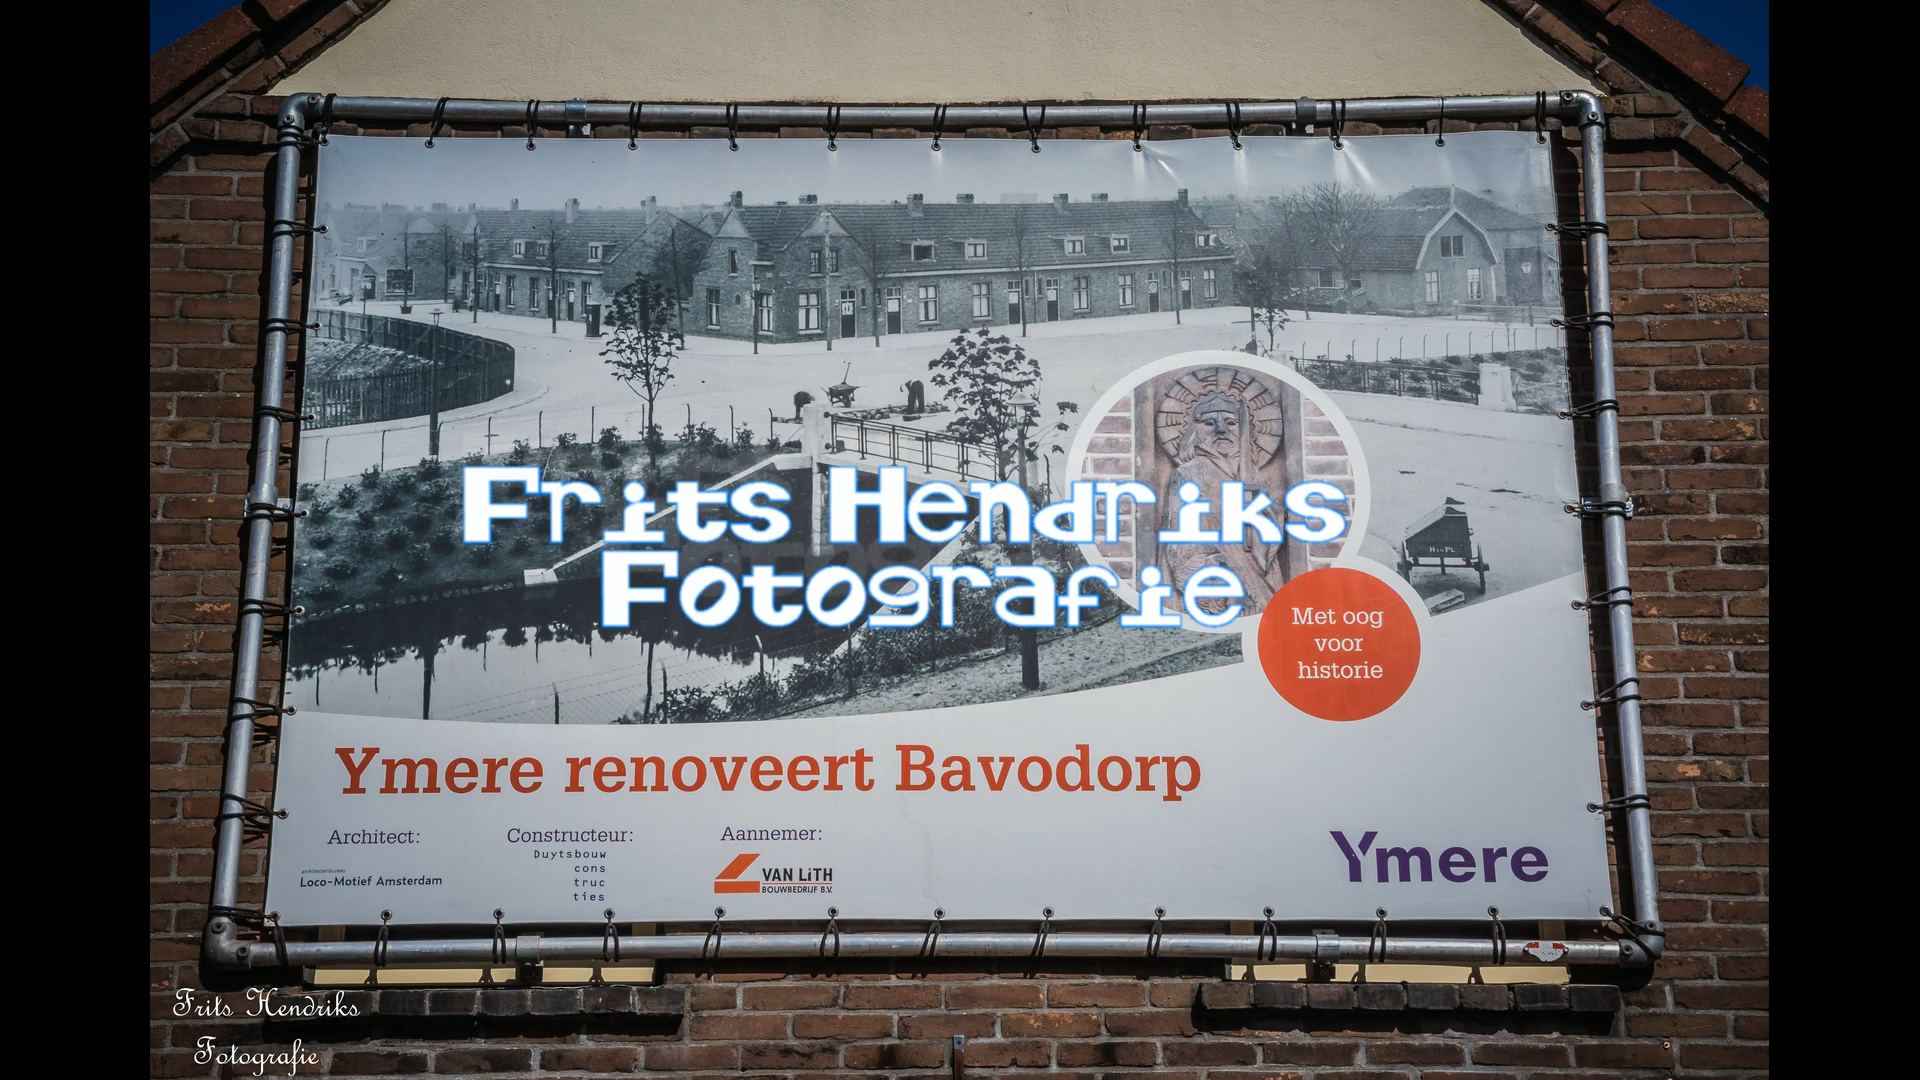 Frits Hendriks
Fotografie
Met oog
voor
historie
Ymere renoveert Bavodorp
Architect:
architectenbureau
Loco-Motief Amsterdam
Constructeur:
Duytsbouw
cons
truc
ties
Aannemer:
VAN LiTH
BOUWBEDRIJF B.V.
Ymere
Frits Hendriks
Fotografie